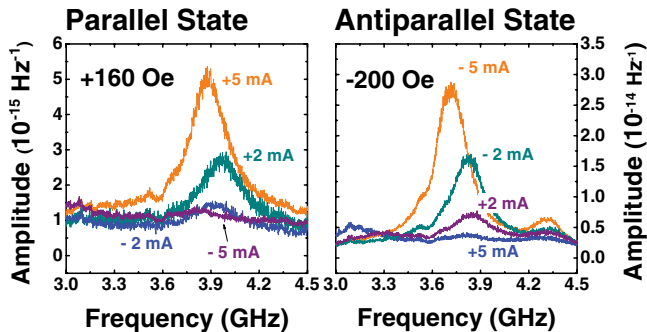 Parallel State
Antiparallel State
Amplitude (10⁻¹⁵ Hz⁻¹)
6
5
4
3
2
1
0
+160 Oe
+5 mA
+2 mA
- 2 mA
- 5 mA
3.0 3.3 3.6 3.9 4.2 4.5
Frequency (GHz)
-200 Oe
- 5 mA
- 2 mA
+2 mA
+5 mA
3.0 3.3 3.6 3.9 4.2 4.5
Frequency (GHz)
3.5
3.0
2.5
2.0
1.5
1.0
0.5
0.0
Amplitude (10⁻¹⁴ Hz⁻¹)